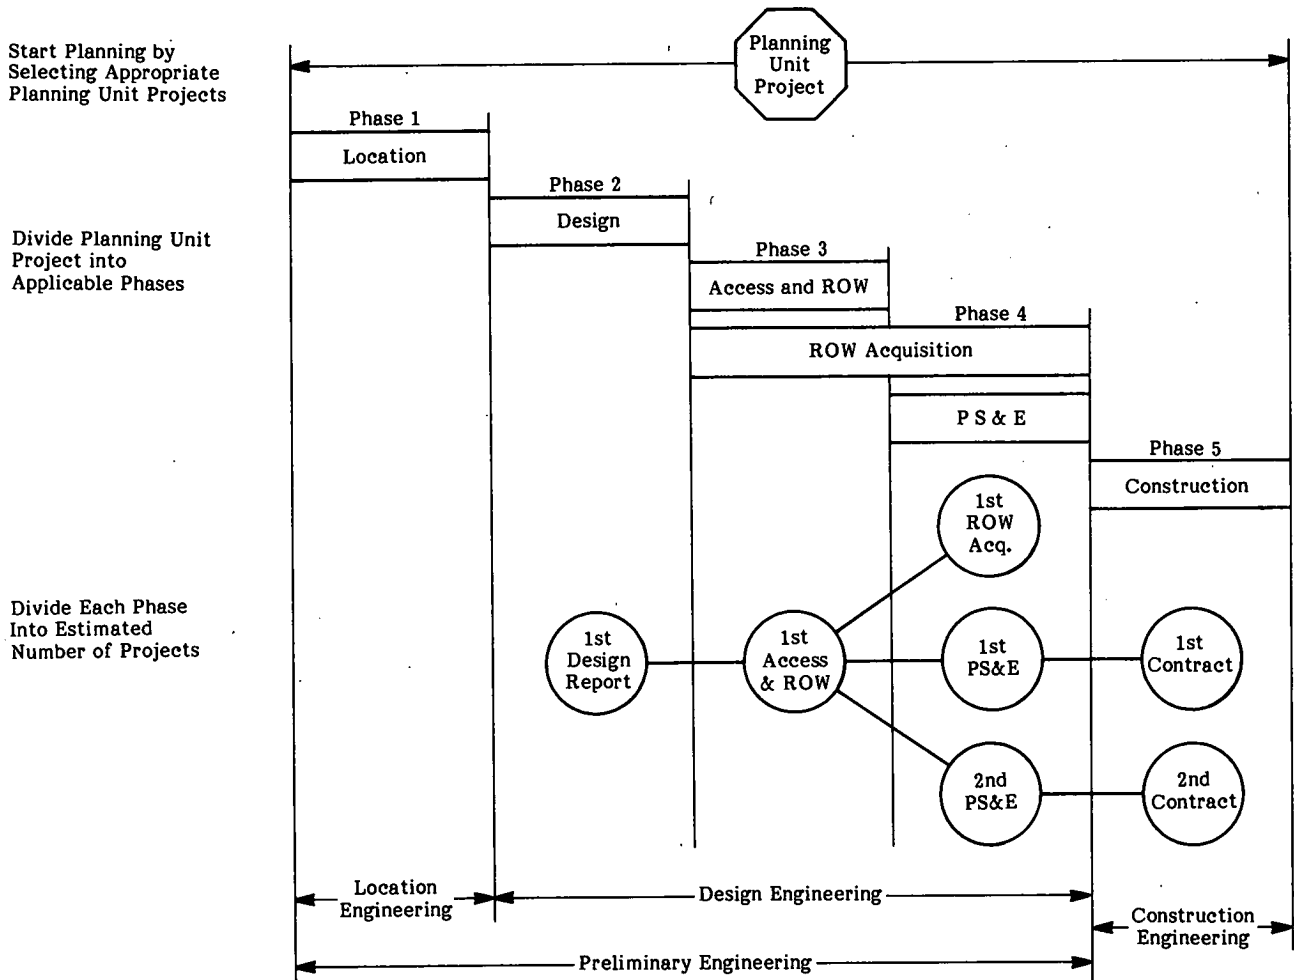 Start Planning by
Selecting Appropriate
Planning Unit Projects
Planning
Unit
Project
Phase 1
Location
Phase 2
Design
Divide Planning Unit
Project into
Applicable Phases
Phase 3
Access and ROW
Phase 4
ROW Acquisition
P S & E
Phase 5
Construction
1st
ROW
Acq.
Divide Each Phase
Into Estimated
Number of Projects
1st
Design
Report
1st
Access
& ROW
1st
PS&E
1st
Contract
2nd
PS&E
2nd
Contract
Location
Engineering
Design Engineering
Construction
Engineering
Preliminary Engineering